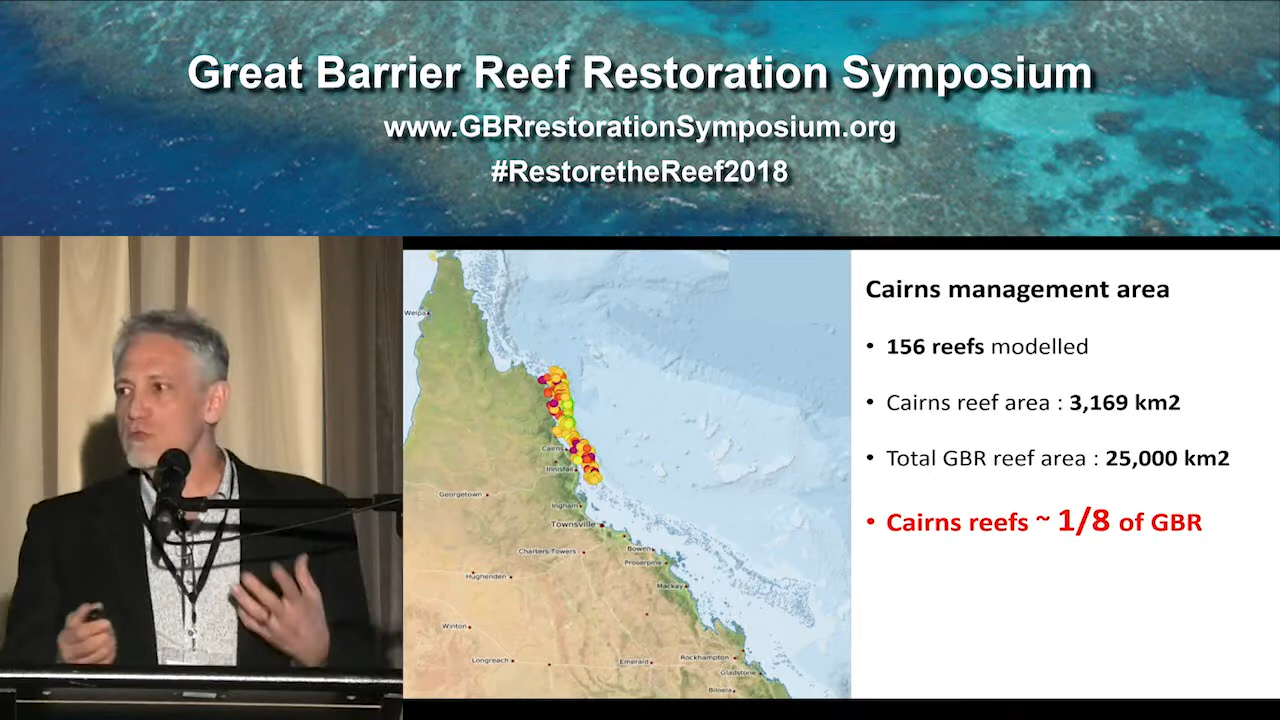 Great Barrier Reef Restoration Symposium
www.GBRrestorationSymposium.org
#RestoretheReef2018
Cairns management area
• 156 reefs modelled
• Cairns reef area : 3,169 km2
• Total GBR reef area : 25,000 km2
• Cairns reefs ~ 1/8 of GBR
Weipa
Cairns
Innisfail
Georgetown
Ingham
Townsville
Charters Towers
Bowen
Proserpine
Hughenden
Mackay
Winton
Longreach
Emerald
Rockhampton
Gladstone
Biloela